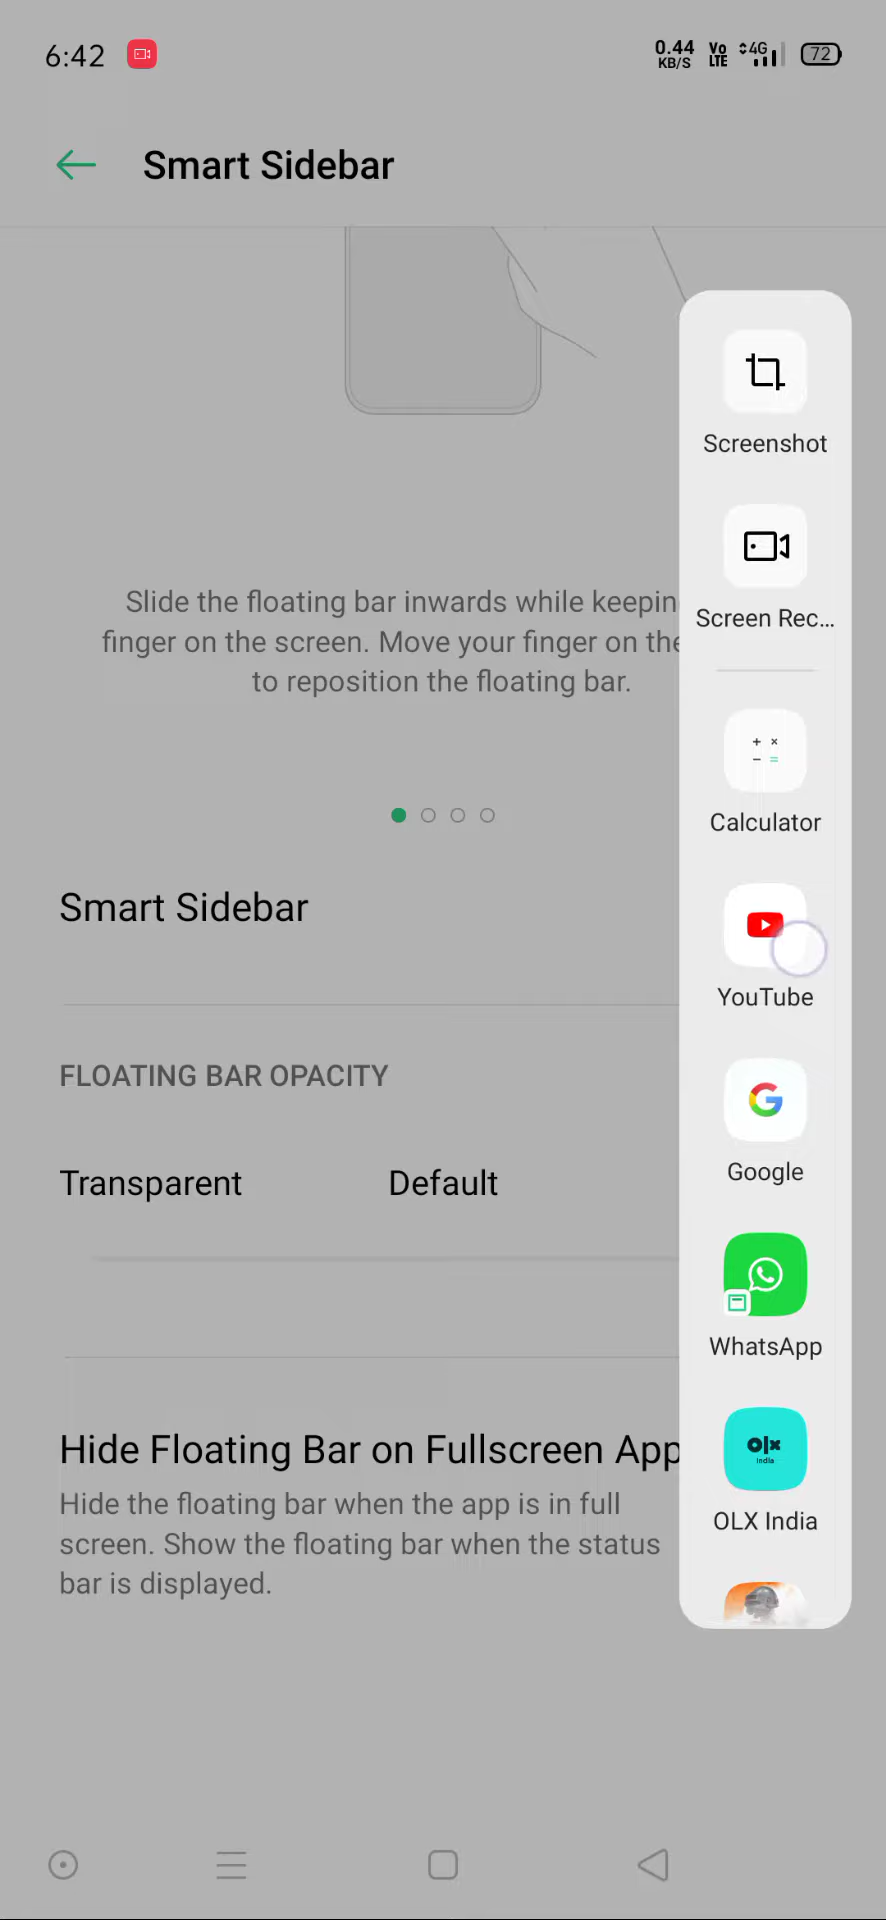 6:42
0.44
KB/S
Vo
LTE
4G
72
Smart Sidebar
Slide the floating bar inwards while keepin
finger on the screen. Move your finger on the
to reposition the floating bar.
Smart Sidebar
FLOATING BAR OPACITY
Transparent
Default
Hide Floating Bar on Fullscreen App
Hide the floating bar when the app is in full
screen. Show the floating bar when the status
bar is displayed.
Screenshot
Screen Rec...
Calculator
YouTube
Google
WhatsApp
olx
India
OLX India